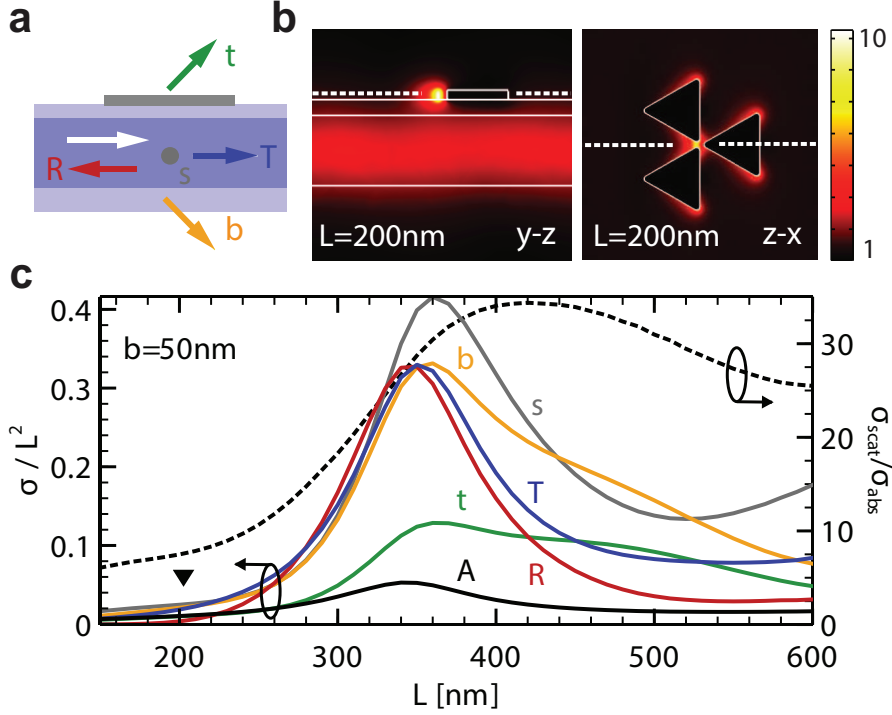 a
t
R
s
T
b
b
L=200nm
y-z
L=200nm
z-x
10
1
c
b=50nm
s
b
T
t
R
A
0.4
0.3
0.2
0.1
0
σ / L²
30
20
10
0
σscat/σabs
200
300
400
500
600
L [nm]